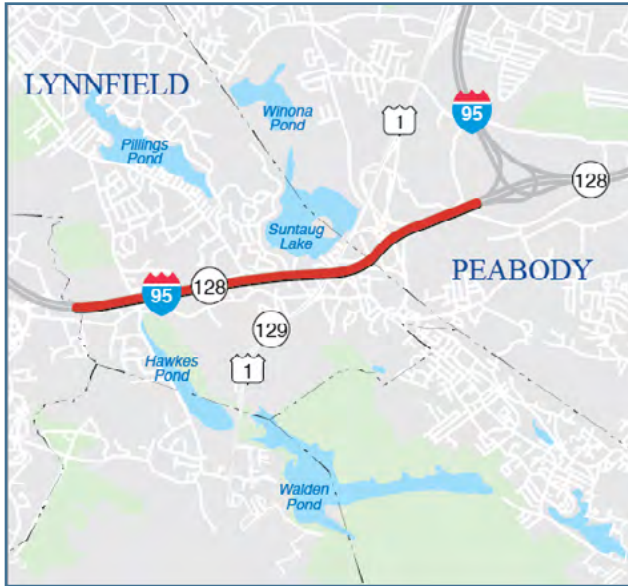 LYNNFIELD
Winona
Pond
1
95
Pillings
Pond
128
Suntaug
Lake
PEABODY
95
128
129
Hawkes
Pond
1
Walden
Pond